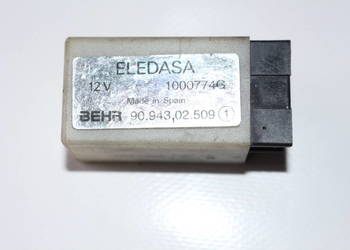 ELEDASA
12V 1000774G
Made in Spain
BEHR 90.943.02.509 1